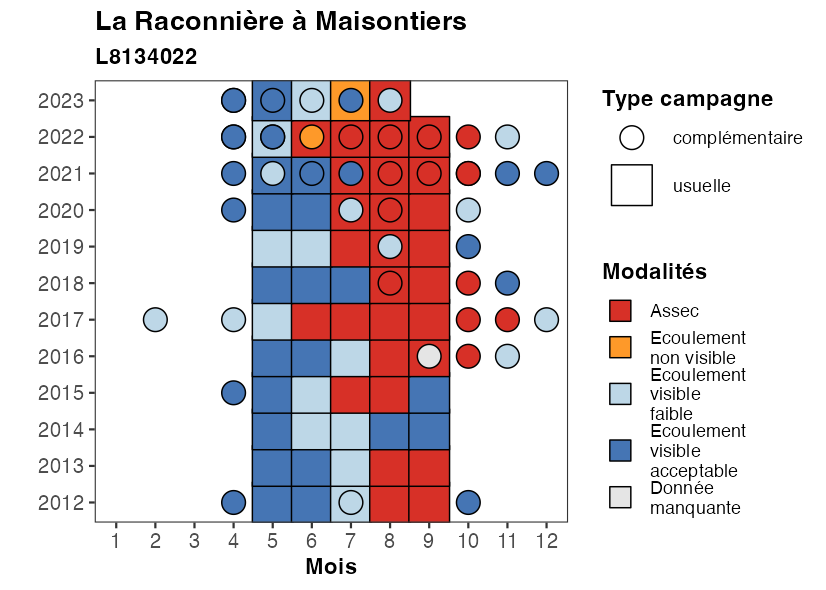 La Raconnière à Maisontiers
L8134022
2023
2022
2021
2020
2019
2018
2017
2016
2015
2014
2013
2012
1 2 3 4 5 6 7 8 9 10 11 12
Mois
Type campagne
complémentaire
usuelle
Modalités
Assec
Ecoulement
non visible
Ecoulement
visible
faible
Ecoulement
visible
acceptable
Donnée
manquante